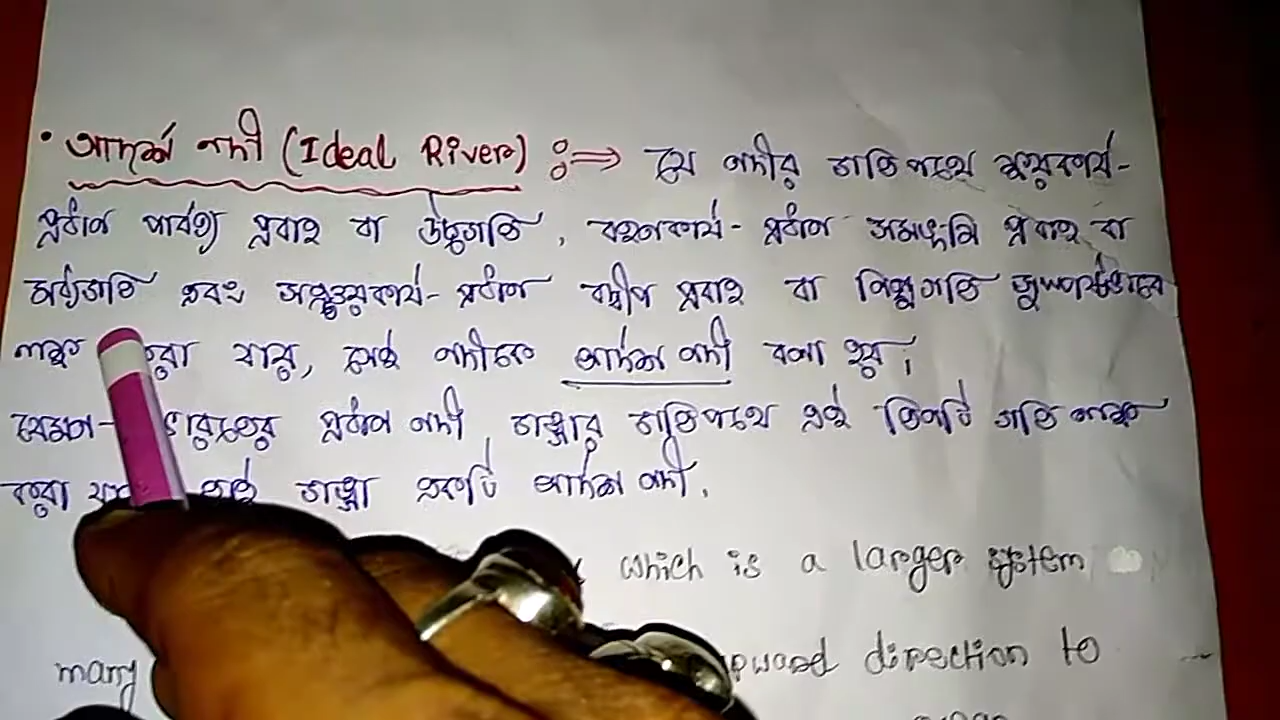 • আদর্শ নদী (Ideal River) : ⇒ যে নদীর গতিপথে ক্ষয়কার্য-
প্রধান পার্বত্য প্রবাহ বা উচ্চগতি, বহনকার্য-প্রধান সমভূমি প্রবাহ বা
মধ্যগতি এবং সঞ্চয়কার্য-প্রধান বদ্বীপ প্রবাহ বা নিম্নগতি সুস্পষ্টভাবে
লক্ষ করা যায়, সেই নদীকে আদর্শ নদী বলা হয়।
যেমন- ভারতের প্রধান নদী গঙ্গার গতিপথে এই তিনটি গতি লক্ষ
করা যায় তাই গঙ্গা একটি আদর্শ নদী.
which is a larger system
many direction to